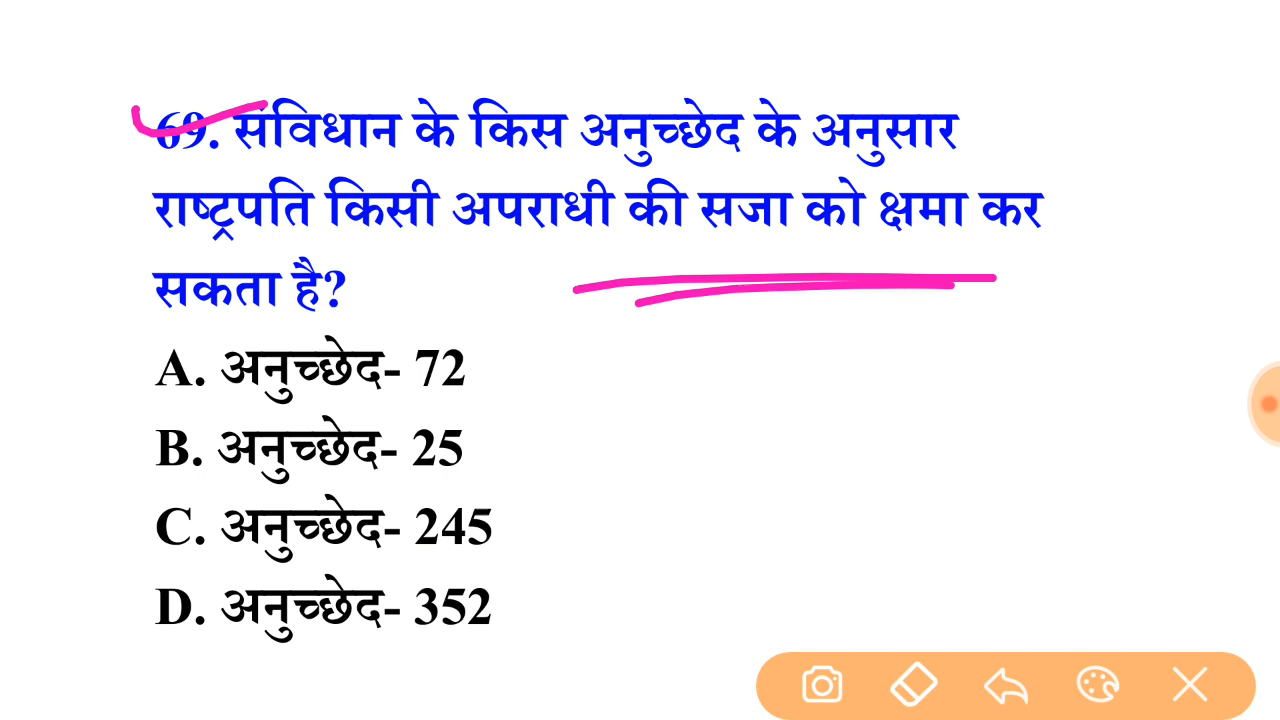 69. संविधान के किस अनुच्छेद के अनुसार
राष्ट्रपति किसी अपराधी की सजा को क्षमा कर
सकता है?
A. अनुच्छेद- 72
B. अनुच्छेद- 25
C. अनुच्छेद- 245
D. अनुच्छेद- 352